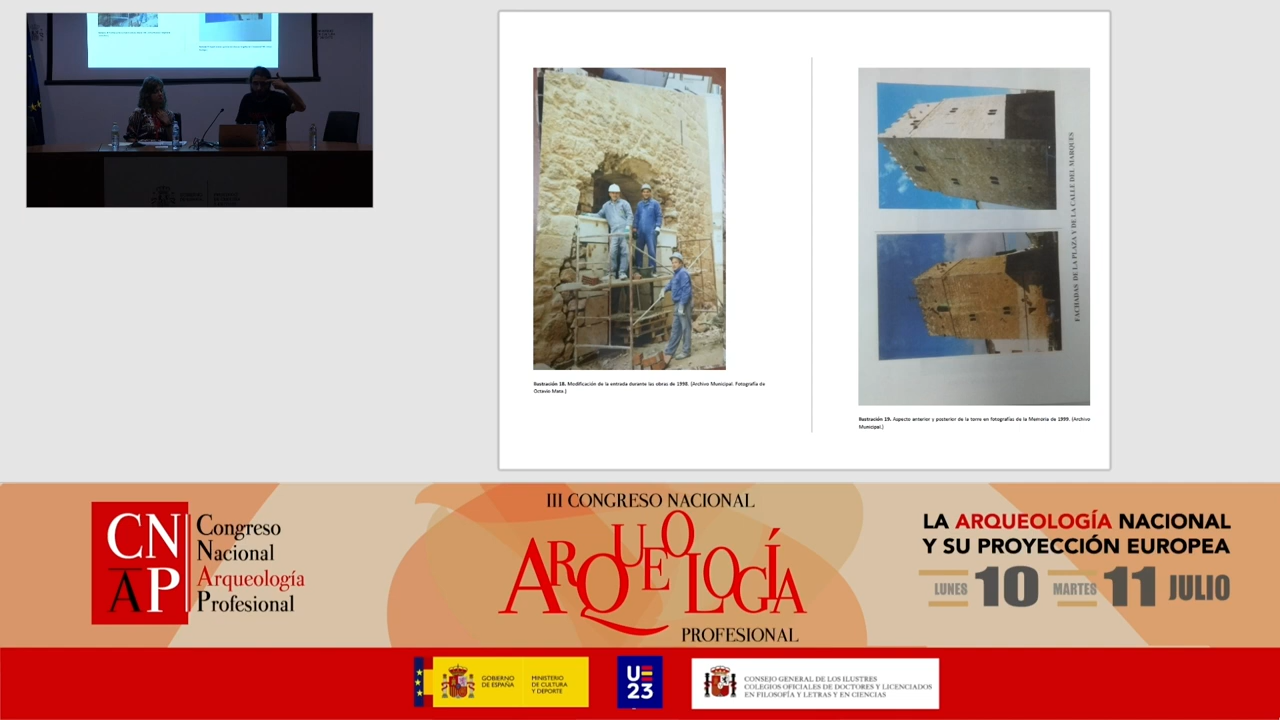 Ilustración 18. Modificación de la entrada durante las obras de 1998. (Archivo Municipal. Fotografía de
Octavio Mata.)
FACHADAS DE LA PLAZA Y DE LA CALLE DEL MARQUÉS
Ilustración 19. Aspecto anterior y posterior de la torre en fotografías de la Memoria de 1999. (Archivo
Municipal.)
CN
AP
Congreso
Nacional
Arqueología
Profesional
III CONGRESO NACIONAL
ARQUEOLOGÍA
PROFESIONAL
LA ARQUEOLOGÍA NACIONAL
Y SU PROYECCIÓN EUROPEA
LUNES 10 MARTES 11 JULIO
GOBIERNO
DE ESPAÑA
MINISTERIO
DE CULTURA
Y DEPORTE
UE
23
CONSEJO GENERAL DE LOS ILUSTRES
COLEGIOS OFICIALES DE DOCTORES Y LICENCIADOS
EN FILOSOFÍA Y LETRAS Y EN CIENCIAS